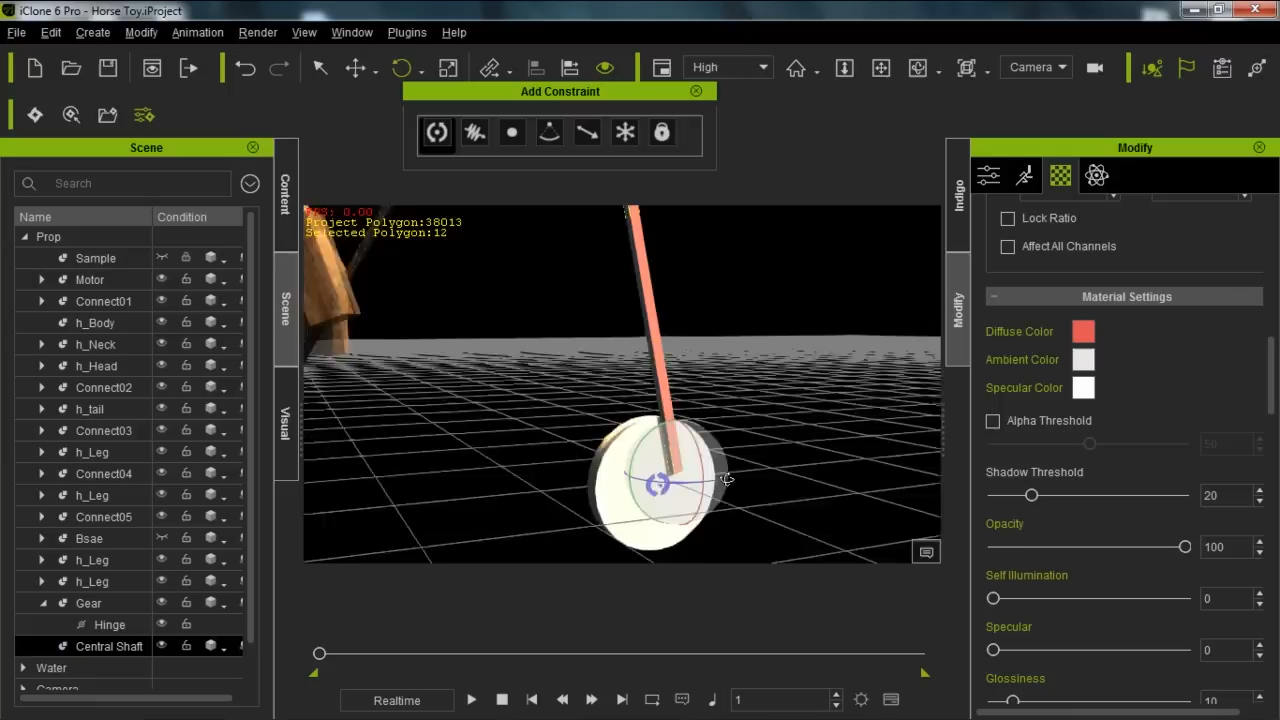 iClone 6 Pro - Horse Toy.iProject
File Edit Create Modify Animation Render View Window Plugins Help
High
Camera
Add Constraint
Scene
Search
Name Condition
Prop
Sample
Motor
Connect01
h_Body
h_Neck
h_Head
Connect02
h_tail
Connect03
h_Leg
Connect04
h_Leg
Connect05
Bsae
h_Leg
h_Leg
Gear
Hinge
Central Shaft
Water
Camera
Content
Scene
Visual
FPS: 0.00
Project Polygon:38013
Selected Polygon:12
Realtime
1
Indigo
Modify
Modify
Lock Ratio
Affect All Channels
Material Settings
Diffuse Color
Ambient Color
Specular Color
Alpha Threshold
50
Shadow Threshold
20
Opacity
100
Self Illumination
0
Specular
0
Glossiness
10